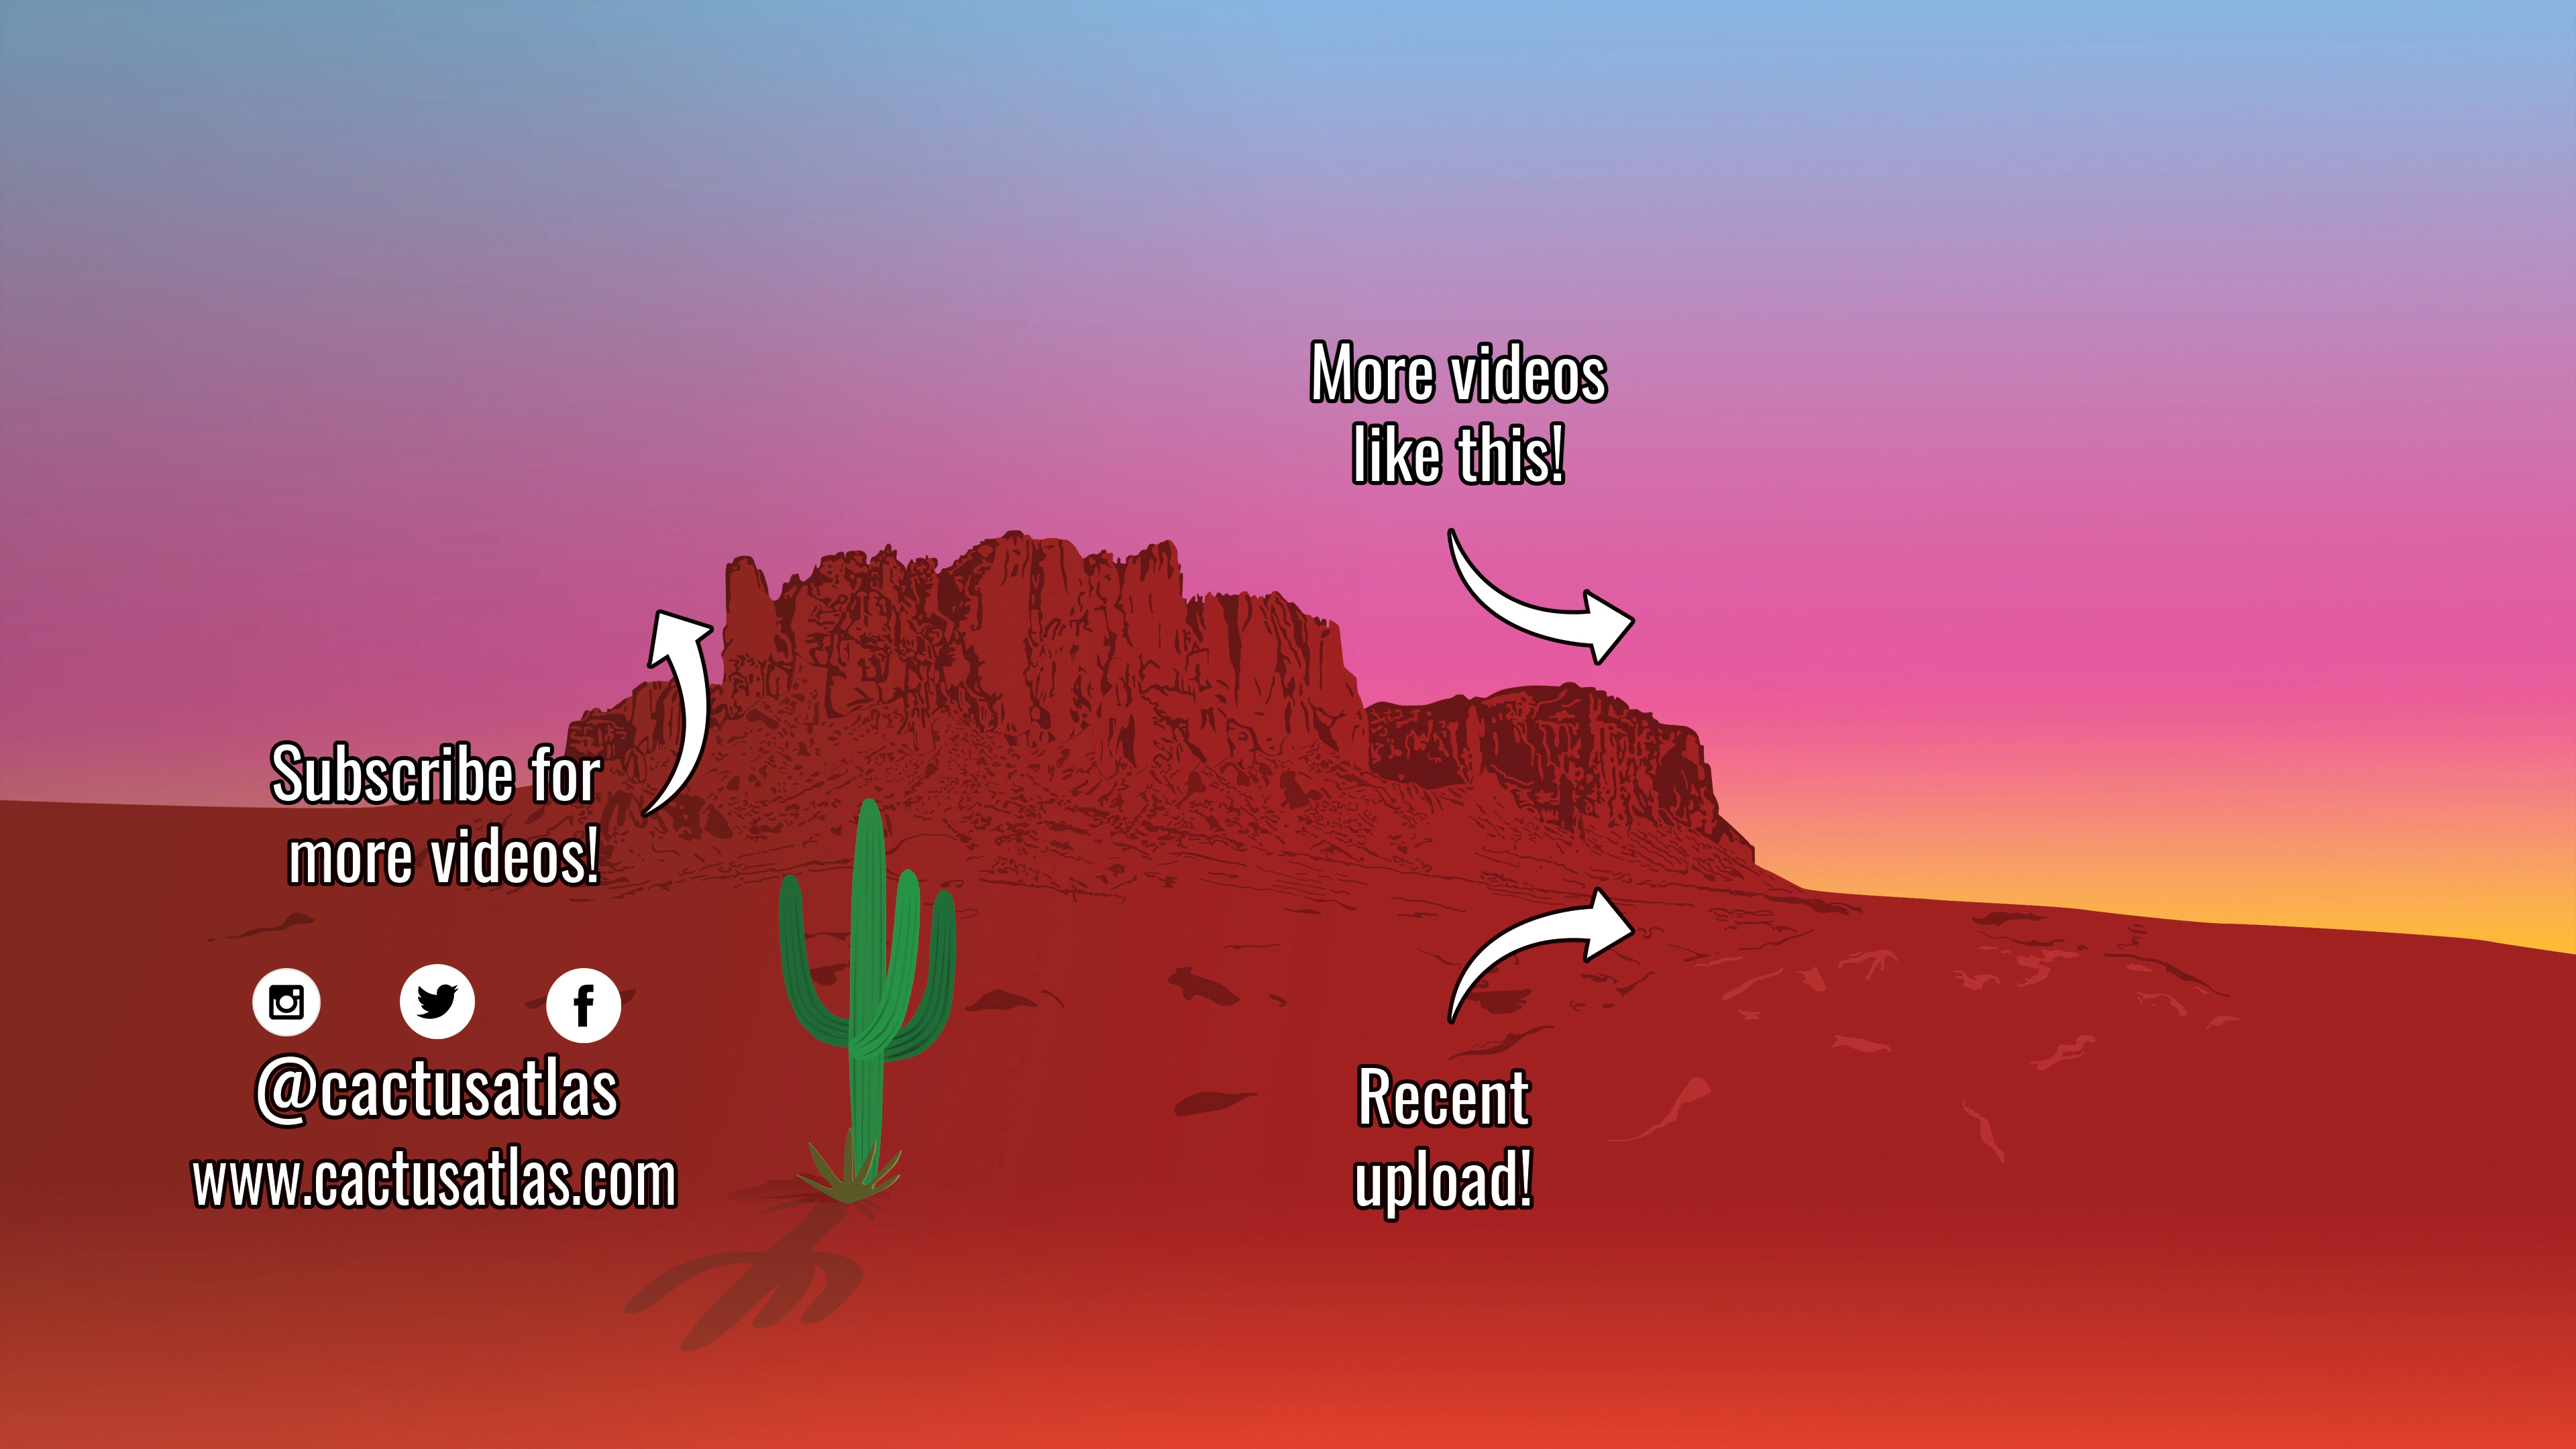 More videos
like this!
Subscribe for
more videos!
@cactusatlas
www.cactusatlas.com
Recent
upload!